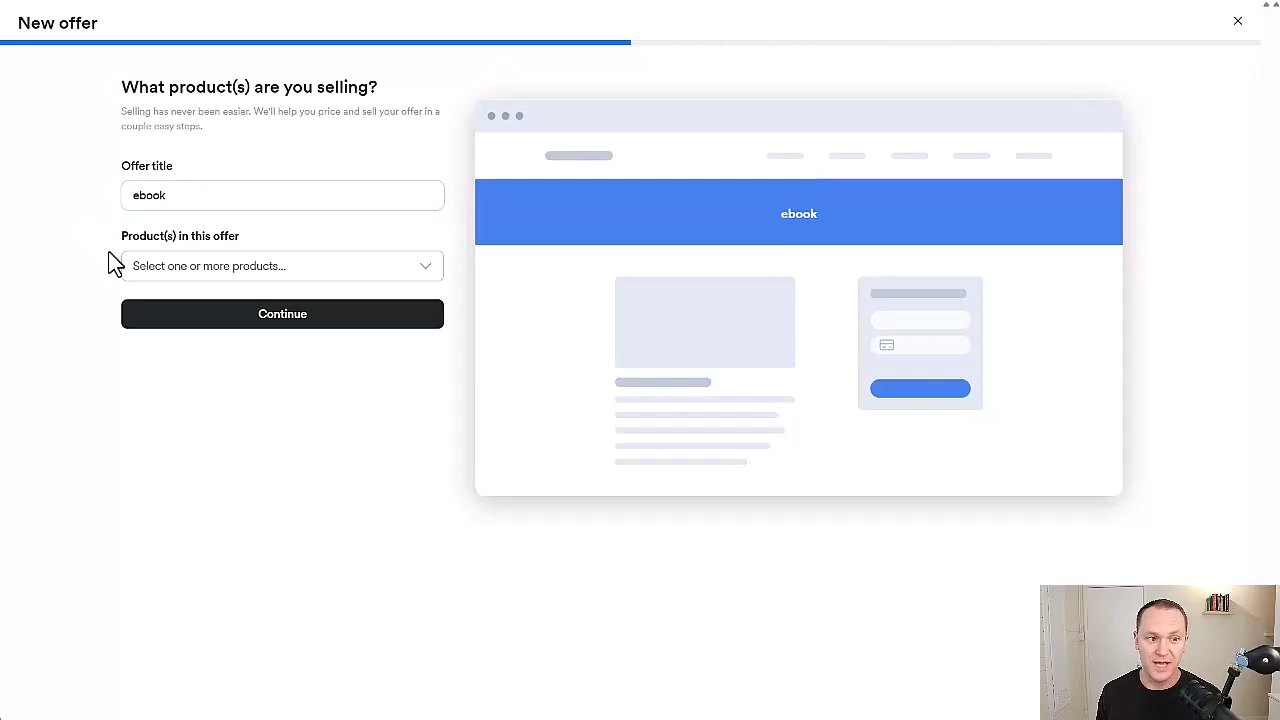 New offer
What product(s) are you selling?
Selling has never been easier. We'll help you price and sell your offer in a
couple easy steps.
Offer title
ebook
Product(s) in this offer
Select one or more products...
Continue
ebook